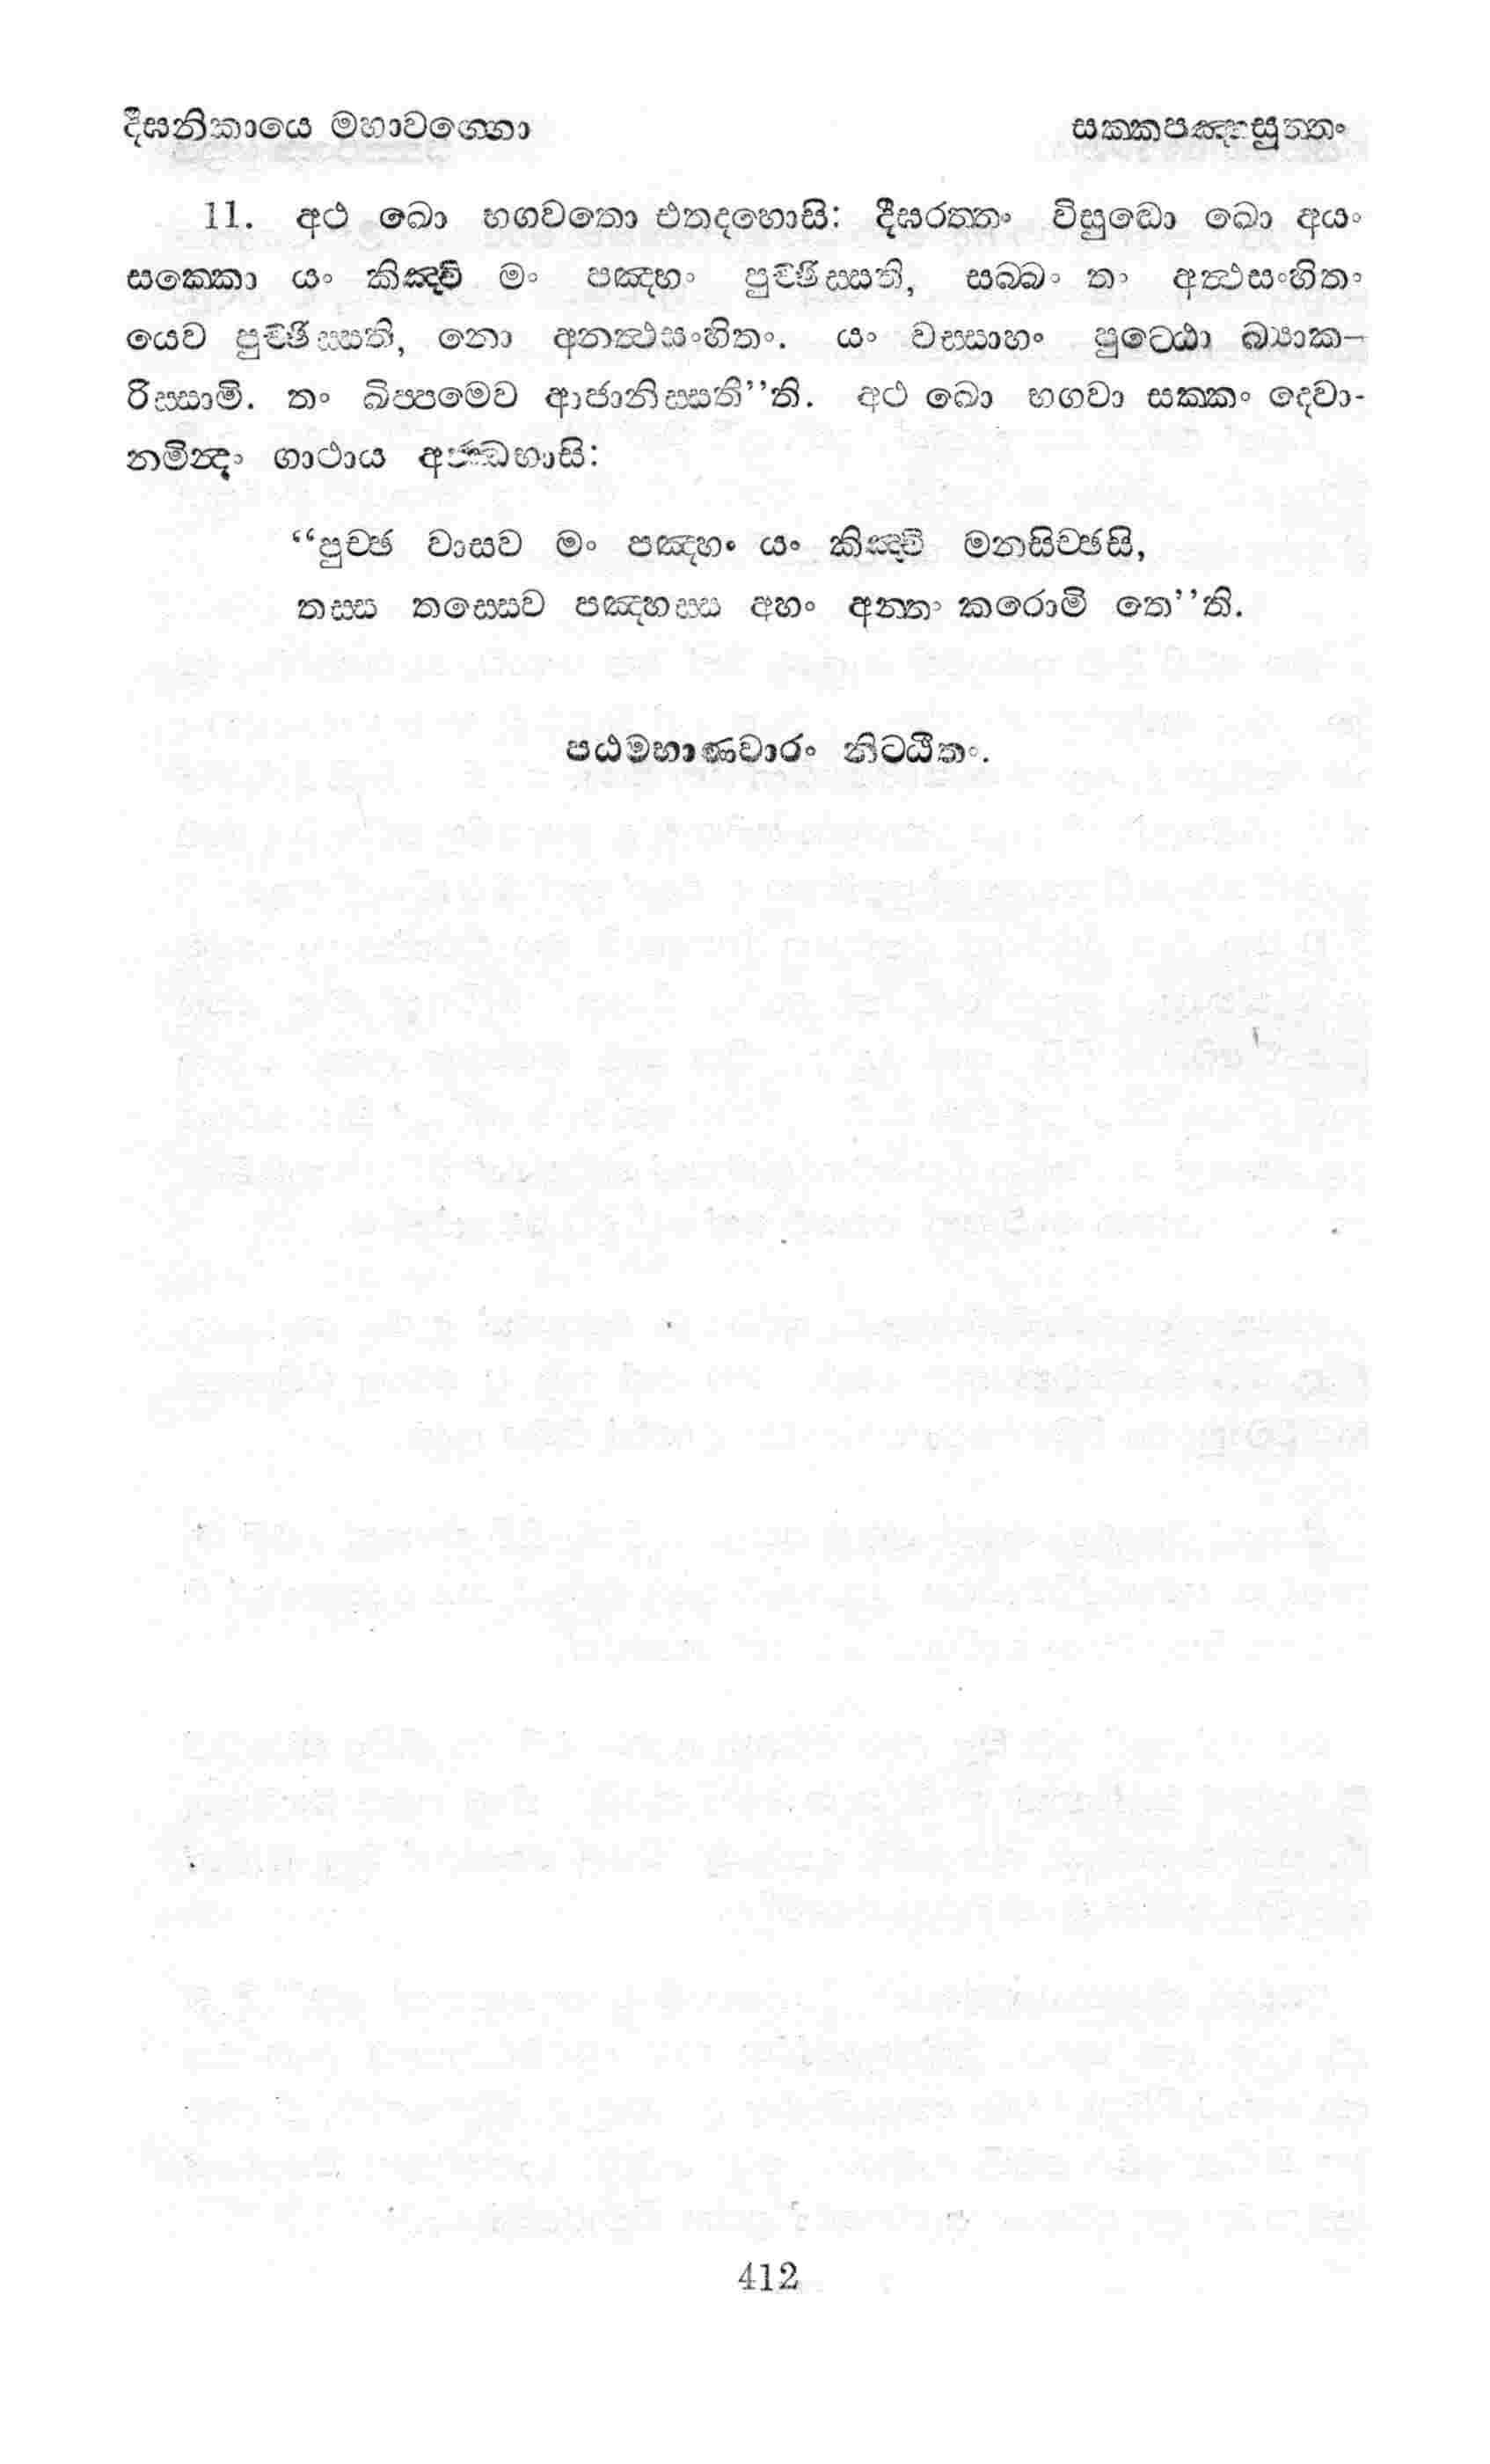 දීඝනිකායෙ මහාවග්ගො සක්කපඤ්හසුත්තං
11. අථ ඛො භගවතො එතදහොසි: දීඝරත්තං විසුද්ධො ඛො අයං
සක්කො යං කිඤ්චි මං පඤ්හං පුච්ඡිස්සති, සබ්බං තං අත්ථසංහිතං
යෙව පුච්ඡිස්සති, නො අනත්ථසංහිතං. යං වස්සාහං පුට්ඨො බ්‍යාක-
රිස්සාමි. තං ඛිප්පමෙව ආජානිස්සතී’’ති. අථ ඛො භගවා සක්කං දෙවා-
නමින්දං ගාථාය අජ්ඣභාසි:
‘‘පුච්ඡ වාසව මං පඤ්හං යං කිඤ්චි මනසිච්ඡසි,
තස්ස තස්සෙව පඤ්හස්ස අහං අන්තං කරොමි තෙ’’ති.
පඨමභාණවාරං නිට්ඨිතං.
412